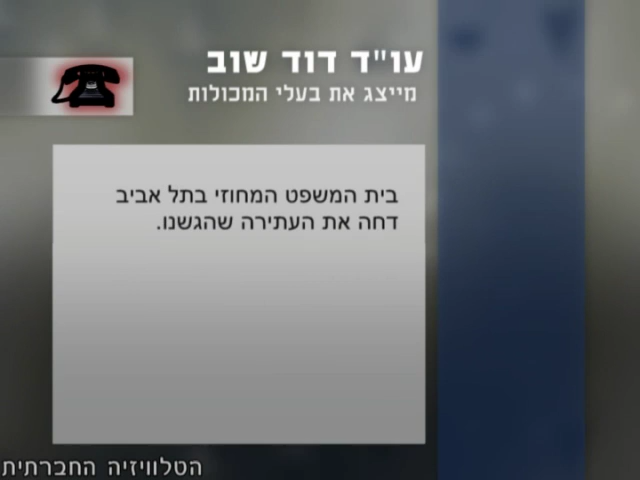 עו"ד דוד שוב
מייצג את בעלי המכולות
בית המשפט המחוזי בתל אביב
דחה את העתירה שהגשנו.
הטלוויזיה החברתית